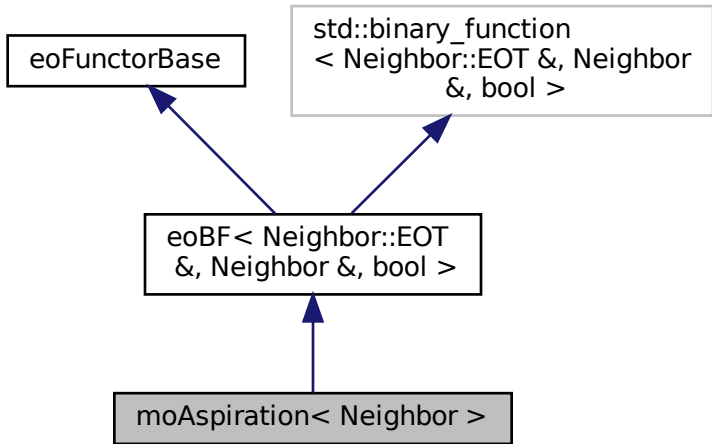 eoFunctorBase
std::binary_function
< Neighbor::EOT &, Neighbor
&, bool >
eoBF< Neighbor::EOT
&, Neighbor &, bool >
moAspiration< Neighbor >